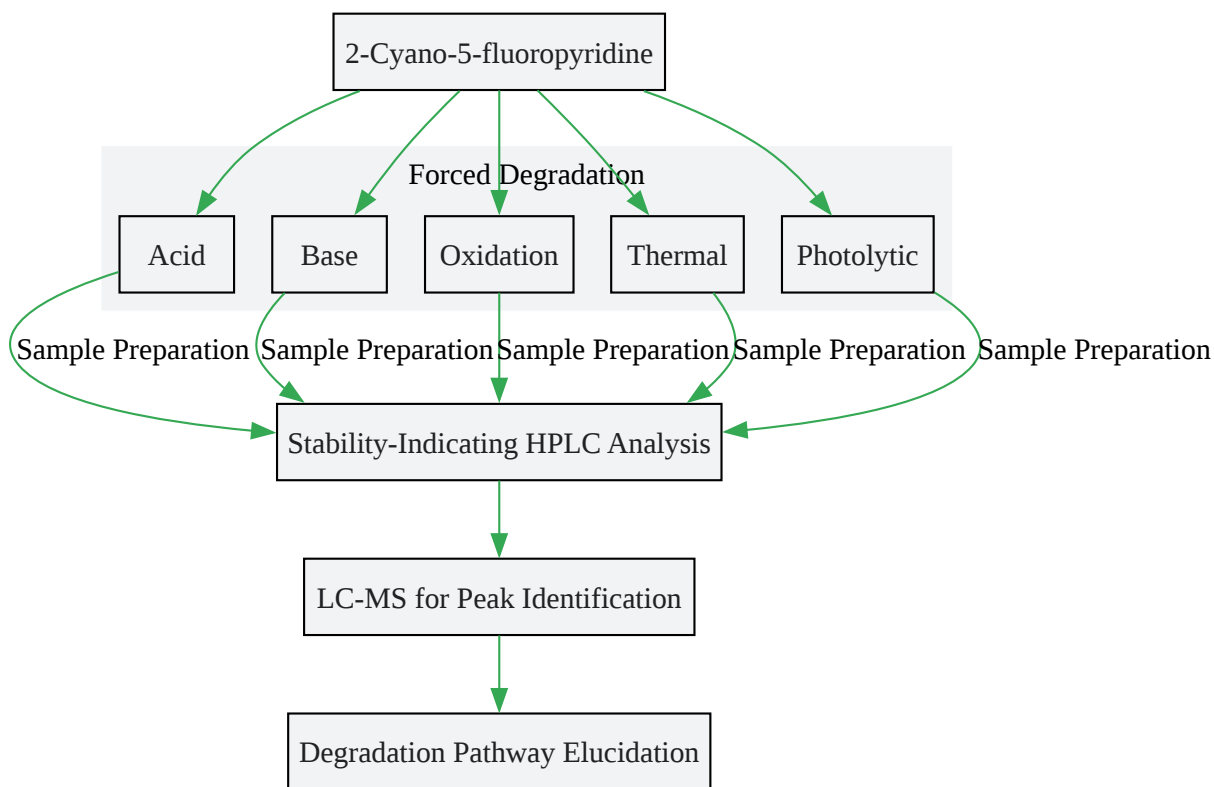 2-Cyano-5-fluoropyridine
Forced Degradation
Acid
Base
Oxidation
Thermal
Photolytic
Sample Preparation
Sample Preparation
Sample Preparation
Sample Preparation
Sample Preparation
Stability-Indicating HPLC Analysis
LC-MS for Peak Identification
Degradation Pathway Elucidation